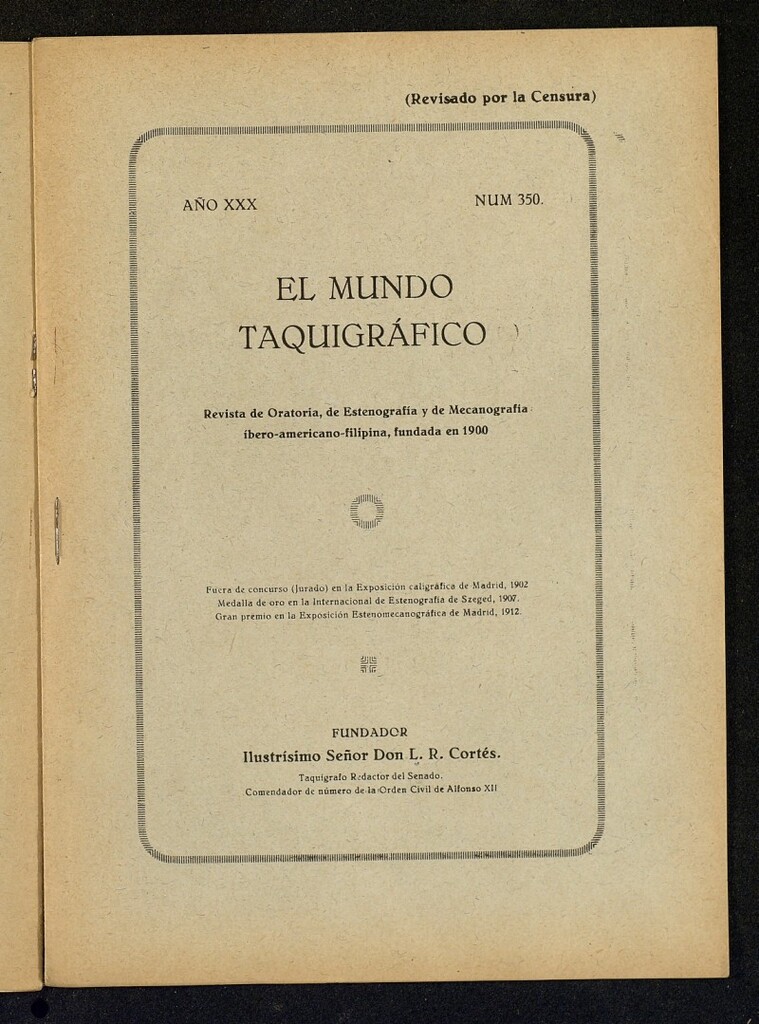 (Revisado por la Censura)
AÑO XXX
NUM 350.
EL MUNDO
TAQUIGRÁFICO
Revista de Oratoria, de Estenografía y de Mecanografía
íbero-americano-filipina, fundada en 1900
Fuera de concurso (Jurado) en la Exposición caligráfica de Madrid, 1902
Medalla de oro en la Internacional de Estenografía de Szeged, 1907.
Gran premio en la Exposición Estenomecanográfica de Madrid, 1912.
FUNDADOR
Ilustrísimo Señor Don L. R. Cortés.
Taquígrafo Redactor del Senado.
Comendador de número de la Orden Civil de Alfonso XII